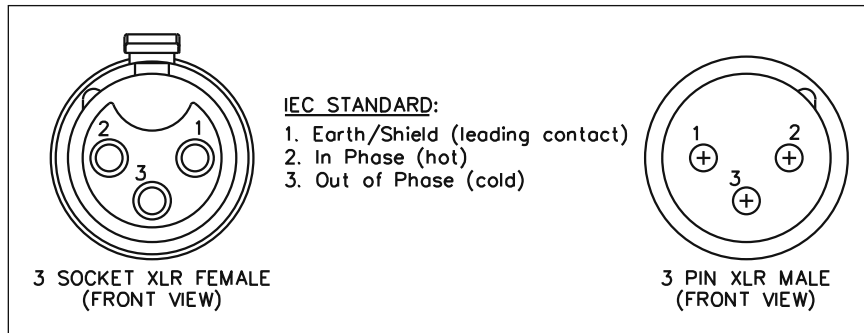 2
1
3
3 SOCKET XLR FEMALE
(FRONT VIEW)
IEC STANDARD:
1. Earth/Shield (leading contact)
2. In Phase (hot)
3. Out of Phase (cold)
1
2
3
3 PIN XLR MALE
(FRONT VIEW)